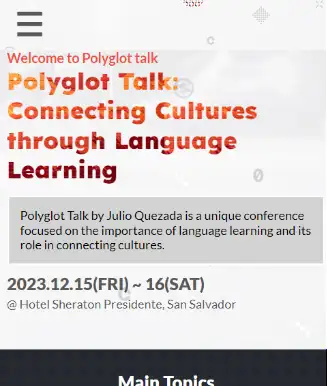 Welcome to Polyglot talk
Polyglot Talk:
Connecting Cultures
through Language
Learning
Polyglot Talk by Julio Quezada is a unique conference
focused on the importance of language learning and its
role in connecting cultures.
2023.12.15(FRI) ~ 16(SAT)
@ Hotel Sheraton Presidente, San Salvador
Main Topics